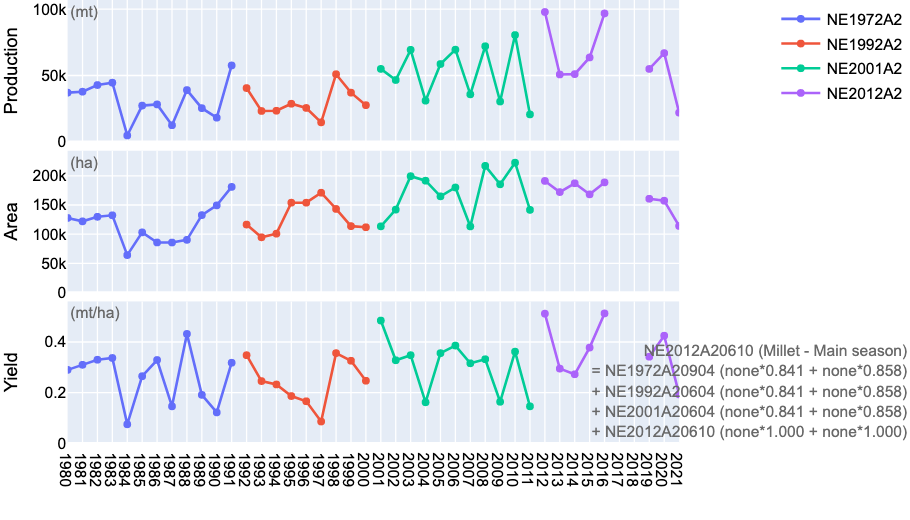 Production
(mt)
100k
50k
0
NE1972A2
NE1992A2
NE2001A2
NE2012A2
Area
(ha)
200k
150k
100k
50k
0
Yield
(mt/ha)
0.4
0.2
0
NE2012A20610 (Millet - Main season)
= NE1972A20904 (none*0.841 + none*0.858)
+ NE1992A20604 (none*0.841 + none*0.858)
+ NE2001A20604 (none*0.841 + none*0.858)
+ NE2012A20610 (none*1.000 + none*1.000)
1980
1981
1982
1983
1984
1985
1986
1987
1988
1989
1990
1991
1992
1993
1994
1995
1996
1997
1998
1999
2000
2001
2002
2003
2004
2005
2006
2007
2008
2009
2010
2011
2012
2013
2014
2015
2016
2017
2018
2019
2020
2021